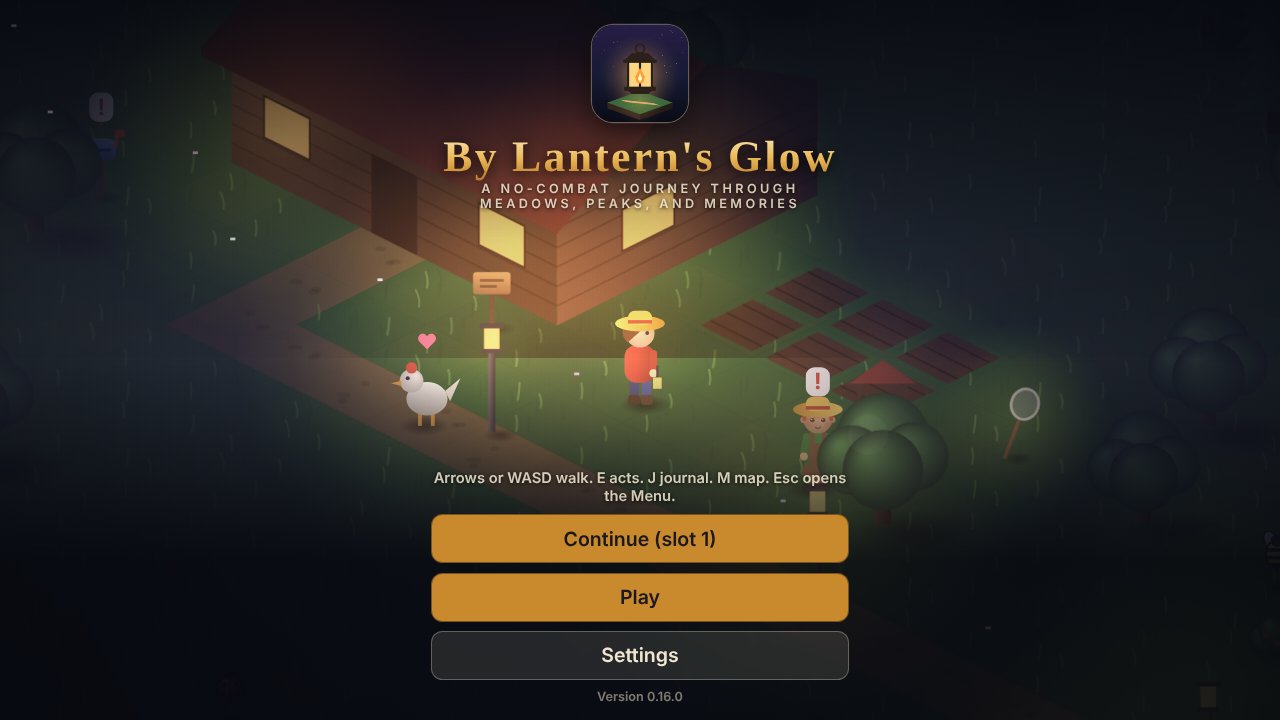 !
By Lantern's Glow
A NO-COMBAT JOURNEY THROUGH
MEADOWS, PEAKS, AND MEMORIES
!
Arrows or WASD walk. E acts. J journal. M map. Esc opens
the Menu.
Continue (slot 1)
Play
Settings
Version 0.16.0